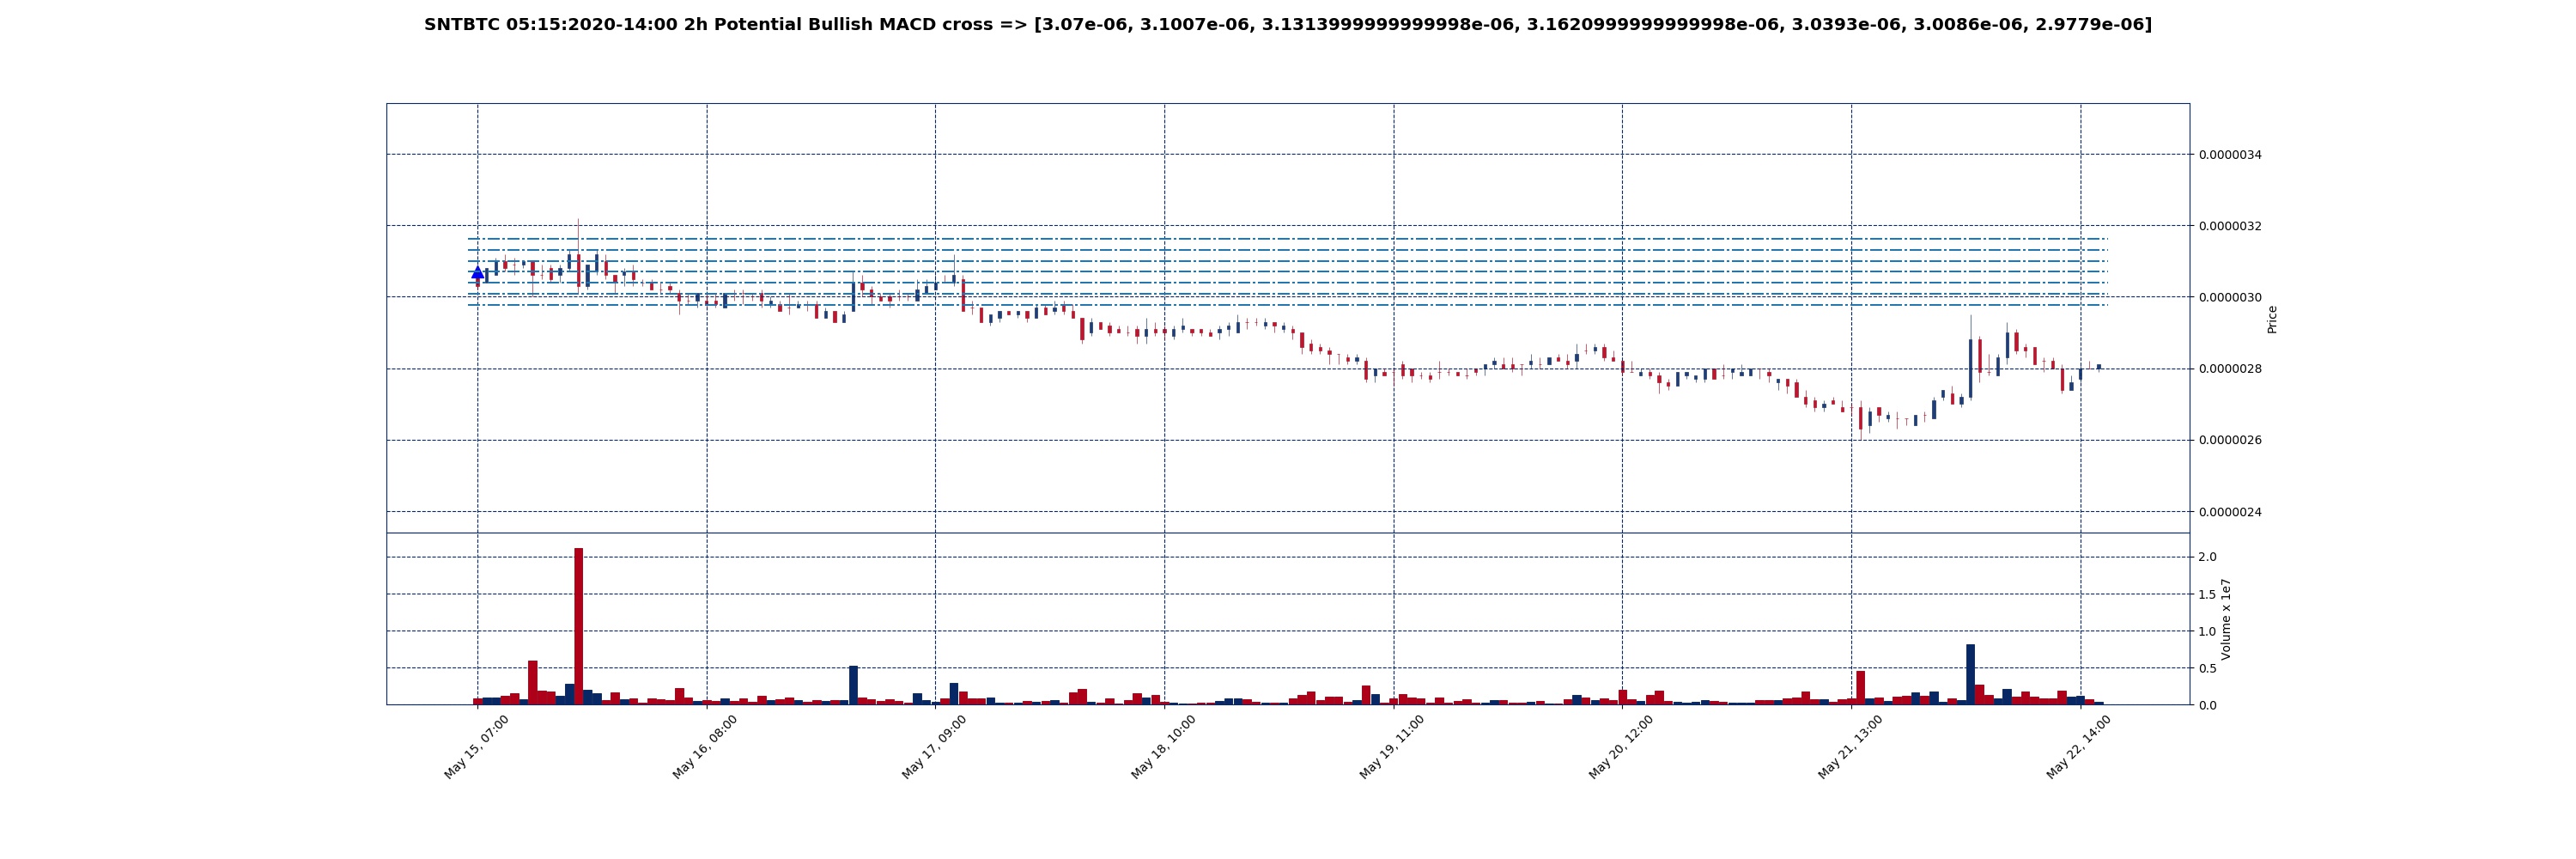 SNTBTC 05:15:2020-14:00 2h Potential Bullish MACD cross => [3.07e-06, 3.1007e-06, 3.1313999999999998e-06, 3.1620999999999998e-06, 3.0393e-06, 3.0086e-06, 2.9779e-06]
0.0000034
0.0000032
0.0000030
0.0000028
0.0000026
0.0000024
Price
2.0
1.5
1.0
0.5
0.0
Volume x 1e7
May 15, 07:00
May 16, 08:00
May 17, 09:00
May 18, 10:00
May 19, 11:00
May 20, 12:00
May 21, 13:00
May 22, 14:00